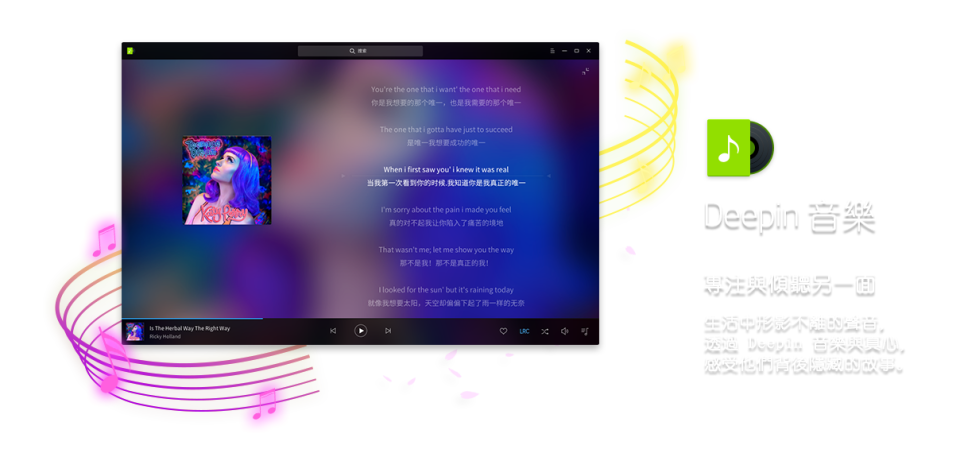 搜索
You're the one that i want' the one that i need
你是我想要的那个唯一，也是我需要的那个唯一
The one that i gotta have just to succeed
是唯一我想要成功的唯一
When i first saw you' i knew it was real
当我第一次看到你的时候,我知道你是我真正的唯一
I'm sorry about the pain i made you feel
真的对不起我让你陷入了痛苦的境地
That wasn't me; let me show you the way
那不是我！那不是真正的我！
I looked for the sun' but it's raining today
就像我想要太阳，天空却偏偏下起了雨一样的无奈
Katy Perry
Is The Herbal Way The Right Way
Ricky Holland
LRC
Deepin 音樂
專注與傾聽另一面
生活中形影不離的聲音，
透過 Deepin 音樂與真心，
感受他們背後隱藏的故事。